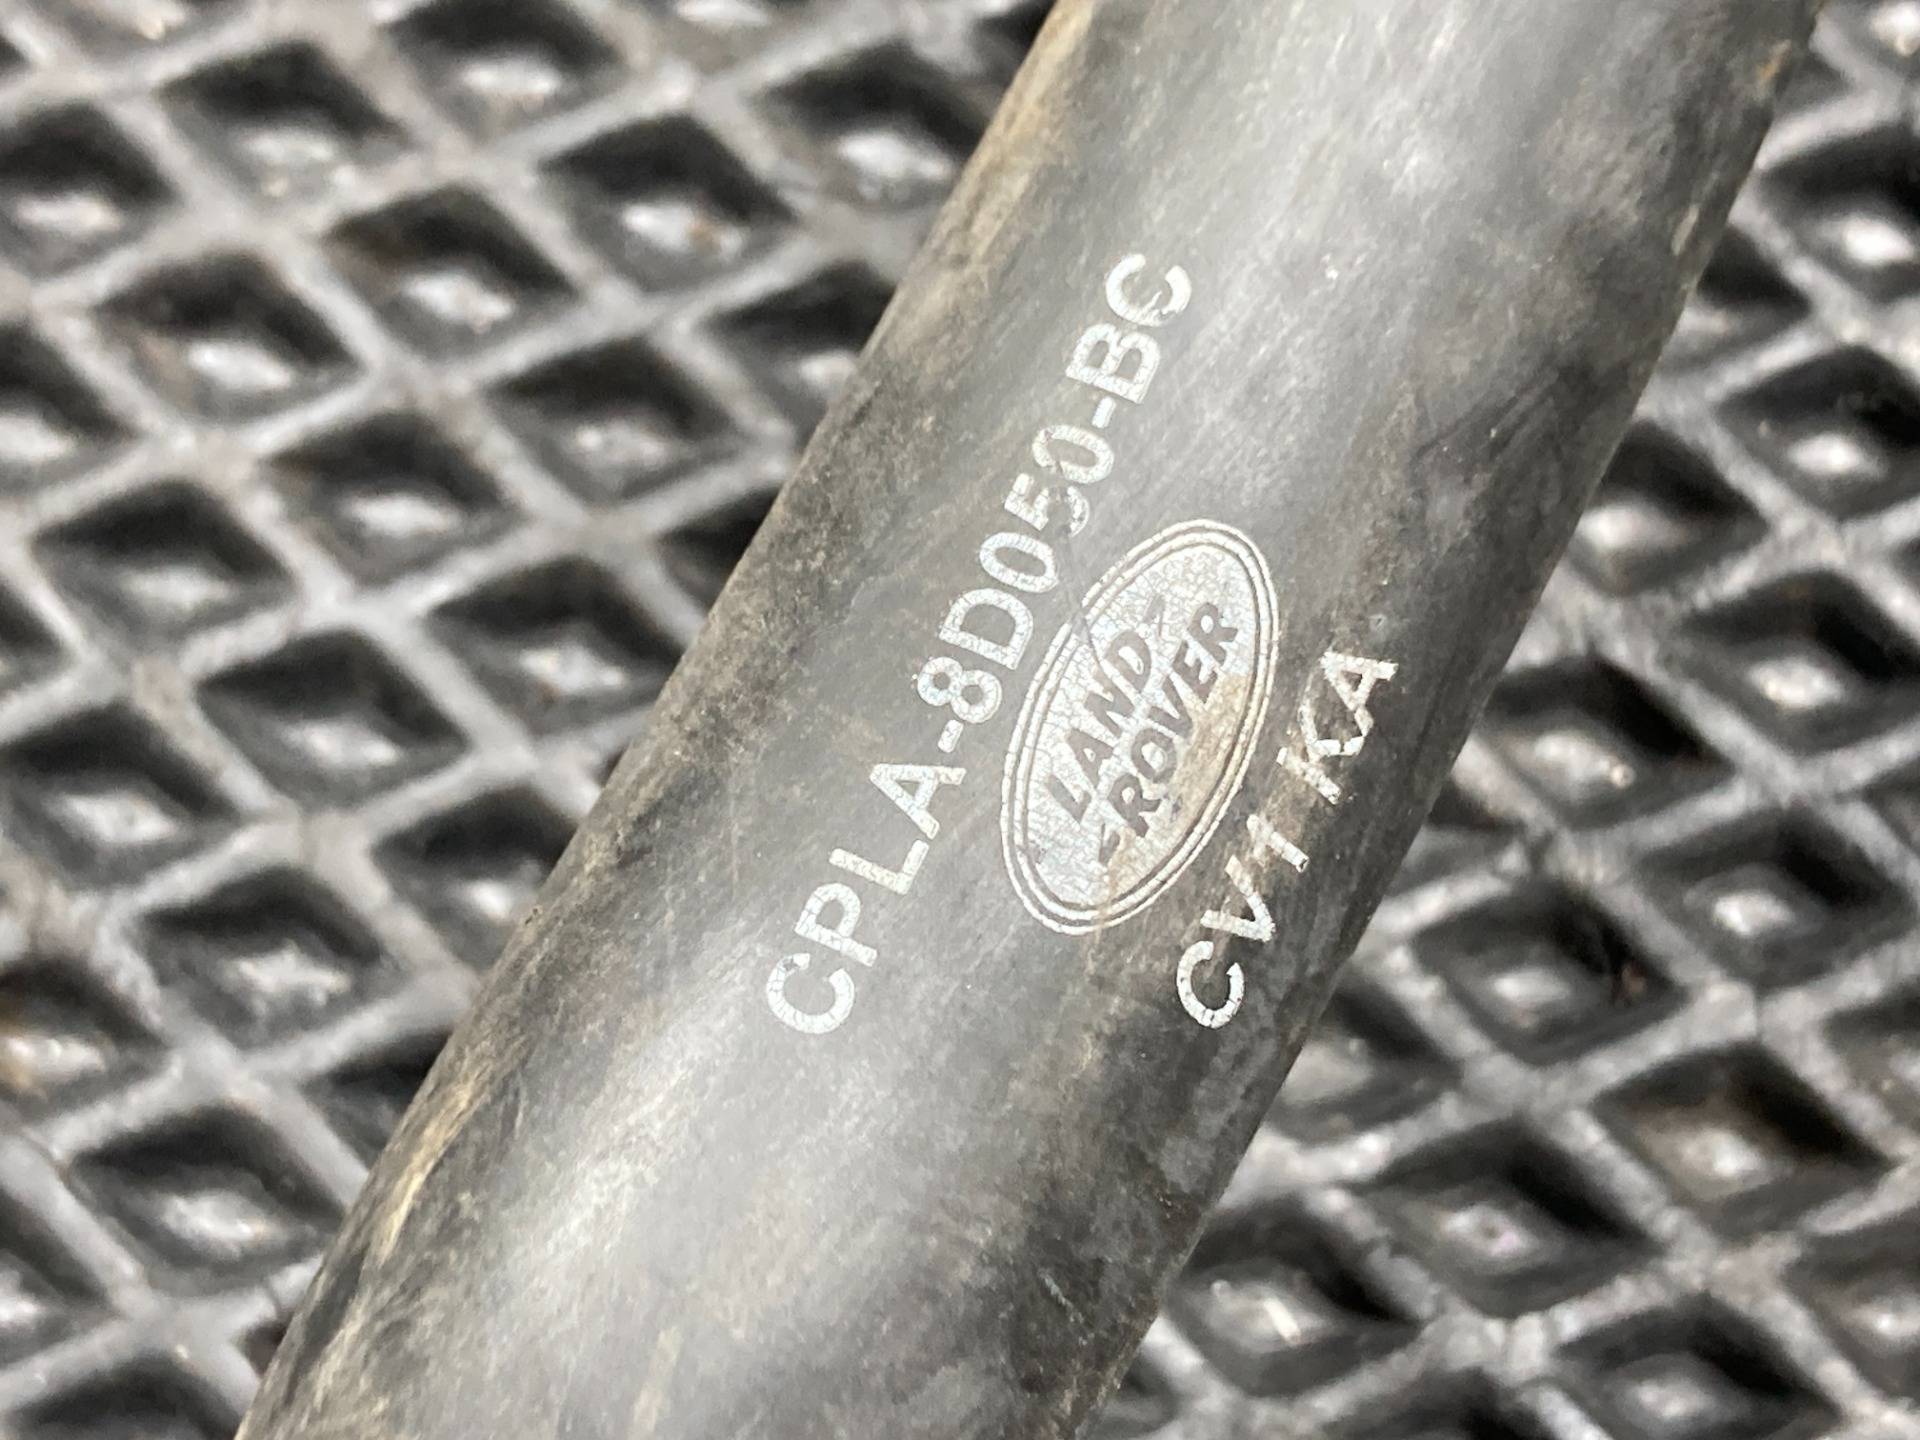 CPLA-8D050-BC
LAND-
-ROVER
CV1 KA